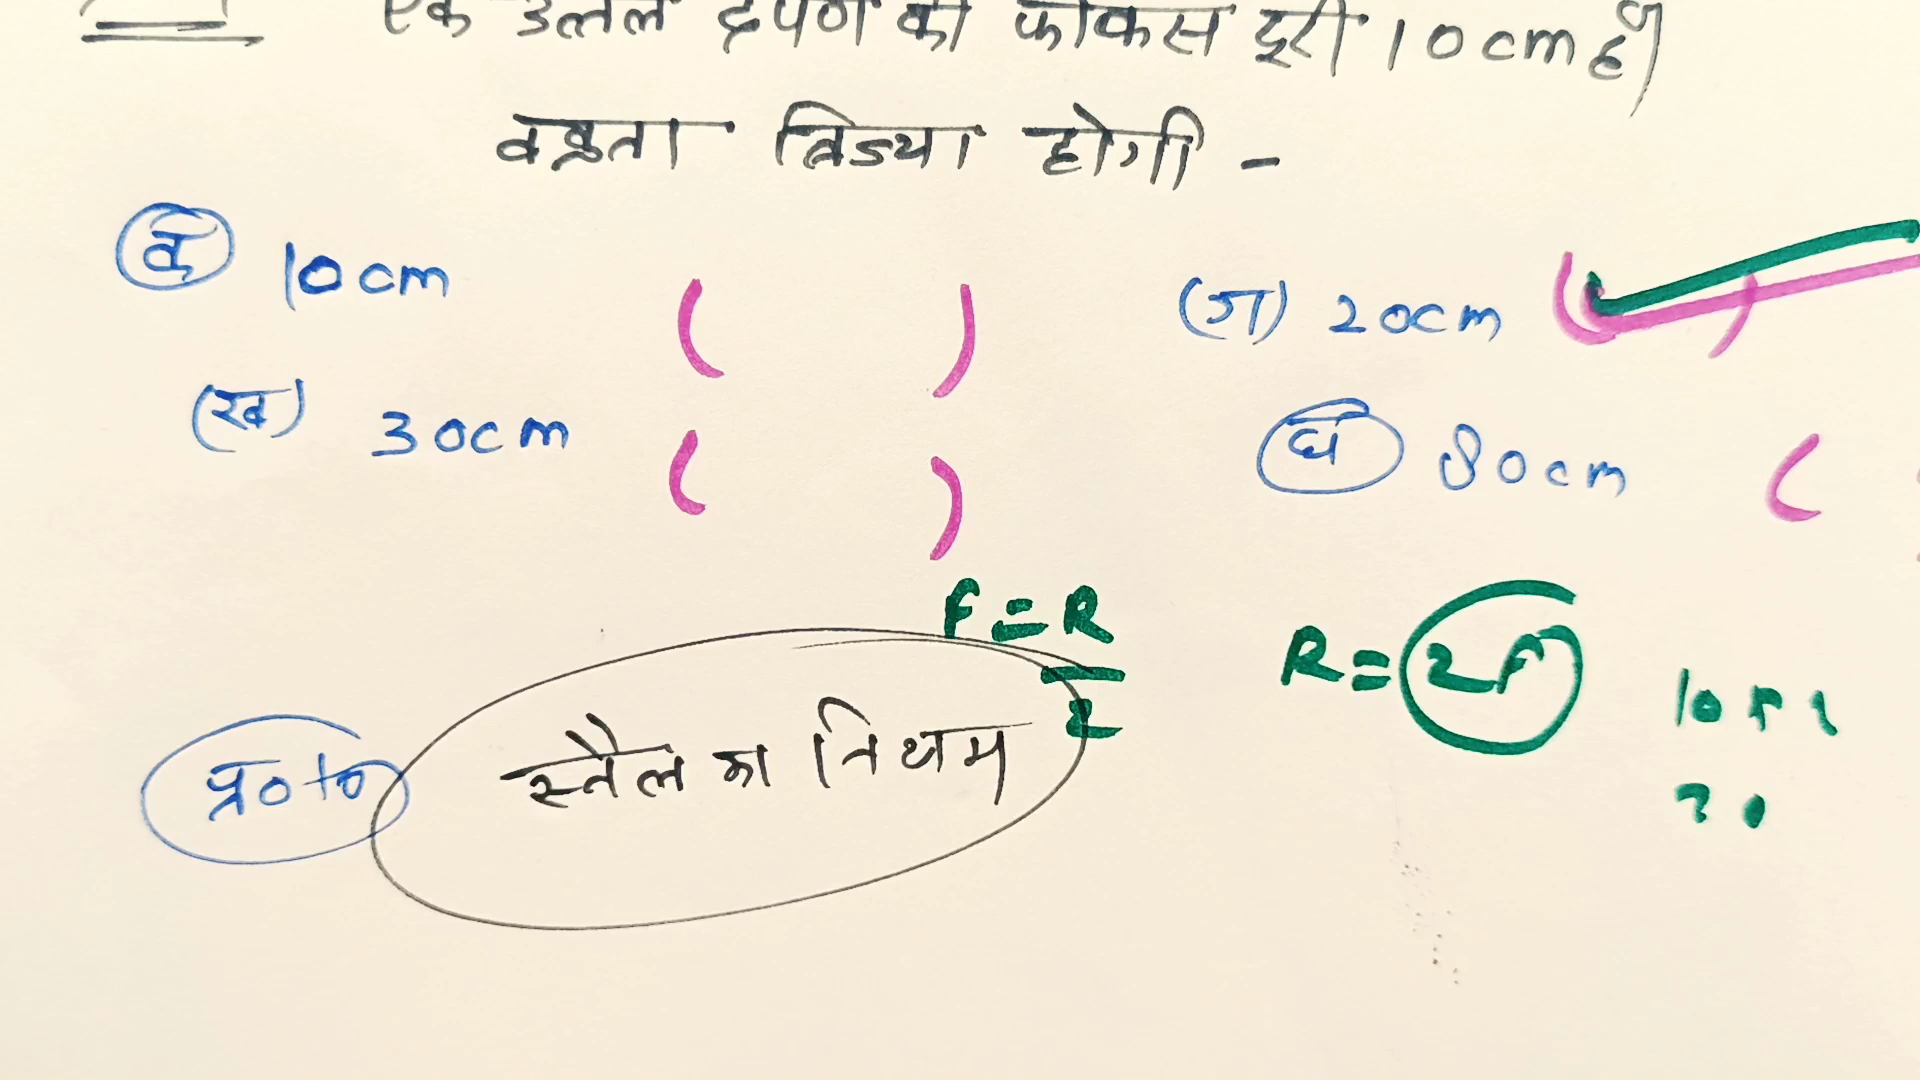 एक उत्तल दर्पण की फोकस दूरी 10cm है।
वक्रता त्रिज्या होगी -
(क) 10cm ( )
(ग) 20cm ( )
(ख) 30cm ( )
(घ) 80cm (
F = R/2
R = 2F
10×2
20
प्र०10 स्नैल का नियम